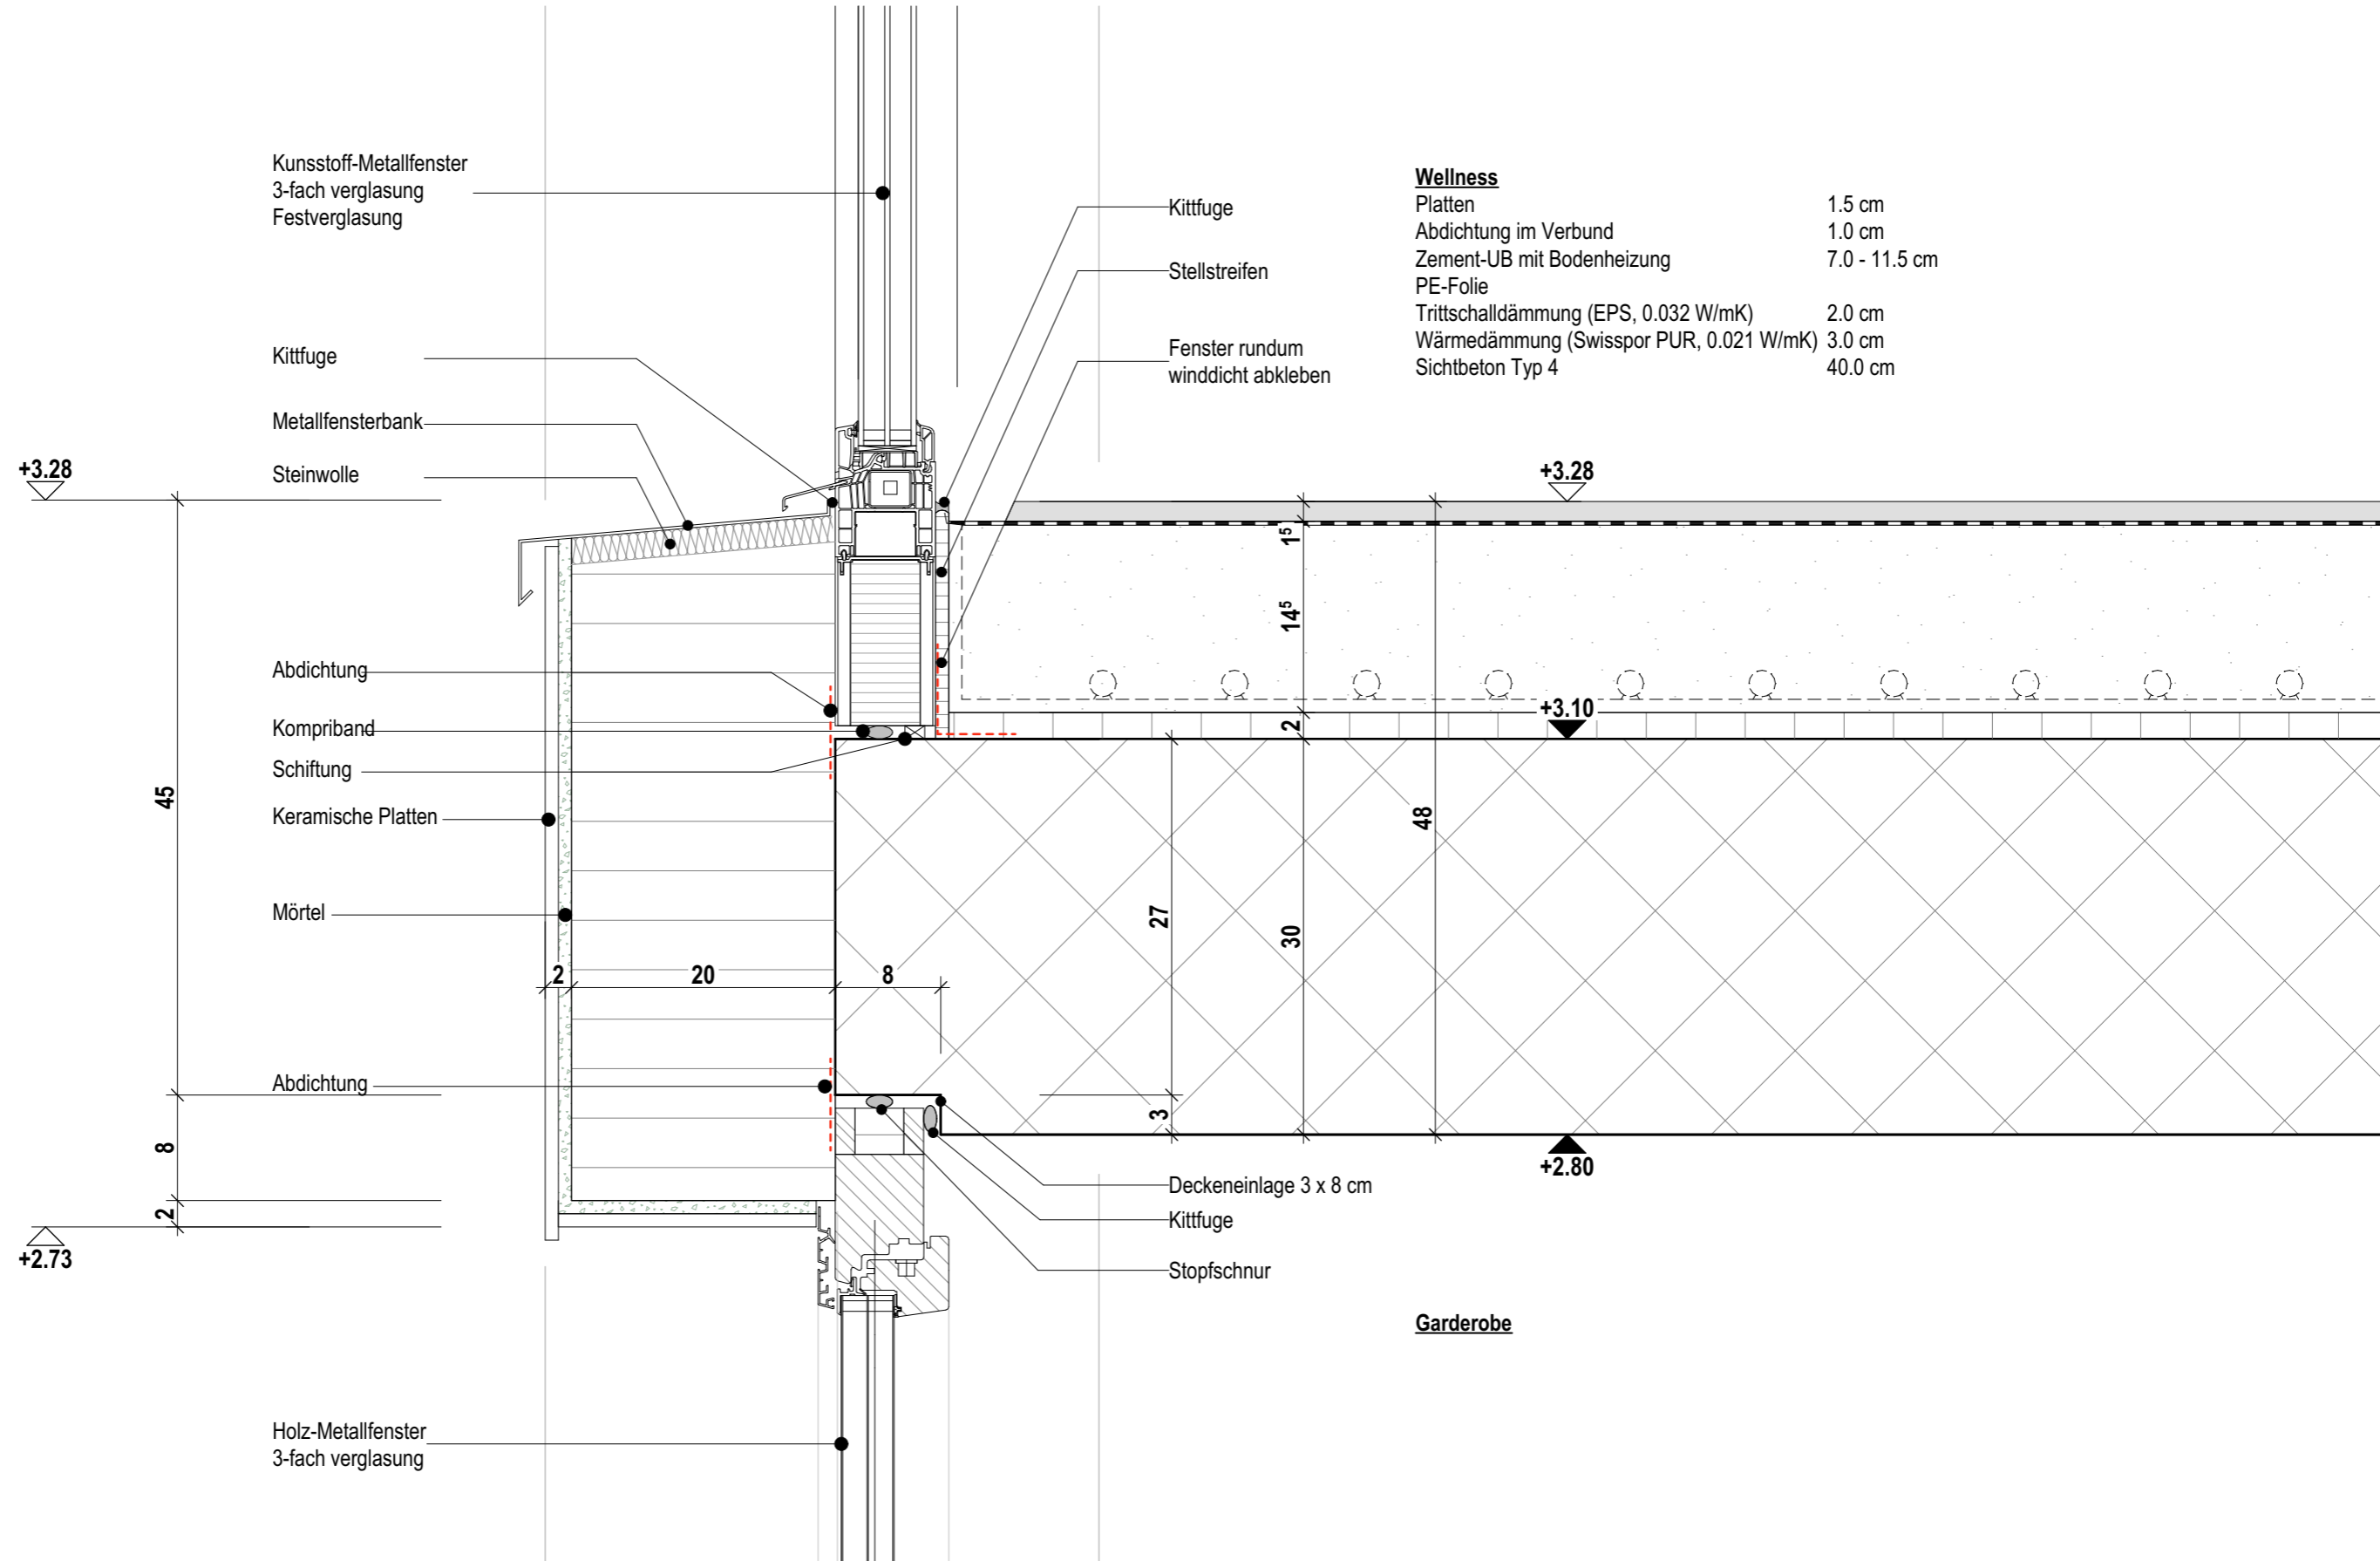 Kunsstoff-Metallfenster
3-fach verglasung
Festverglasung
Kittfuge
Metallfensterbank
Steinwolle
+3.28
Abdichtung
Kompriband
Schiftung
Keramische Platten
Mörtel
Abdichtung
45
8
2
+2.73
Holz-Metallfenster
3-fach verglasung
2
20
8
Kittfuge
Stellstreifen
Fenster rundum
winddicht abkleben
Wellness
Platten 1.5 cm
Abdichtung im Verbund 1.0 cm
Zement-UB mit Bodenheizung 7.0 - 11.5 cm
PE-Folie
Trittschalldämmung (EPS, 0.032 W/mK) 2.0 cm
Wärmedämmung (Swisspor PUR, 0.021 W/mK) 3.0 cm
Sichtbeton Typ 4 40.0 cm
+3.28
1⁵
14⁵
2
+3.10
48
27
30
3
+2.80
Deckeneinlage 3 x 8 cm
Kittfuge
Stopfschnur
Garderobe